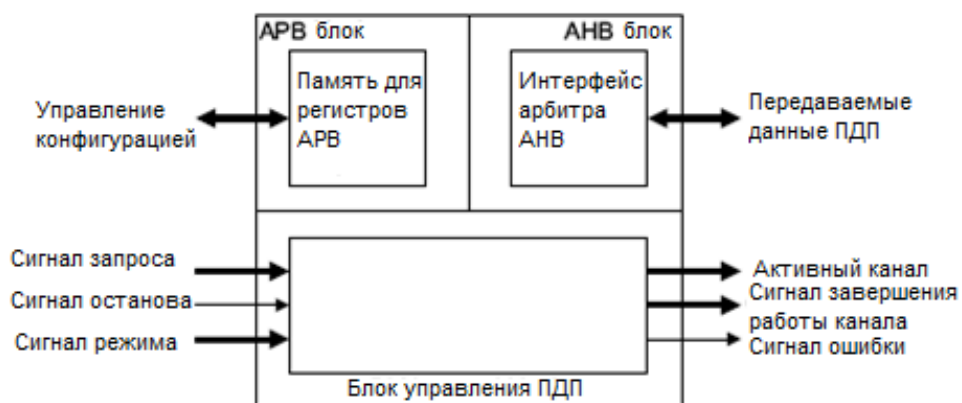 APB блок
AHB блок
Память для
регистров
APB
Интерфейс
арбитра
AHB
Управление
конфигурацией
Передаваемые
данные ПДП
Сигнал запроса
Сигнал останова
Сигнал режима
Активный канал
Сигнал завершения
работы канала
Сигнал ошибки
Блок управления ПДП